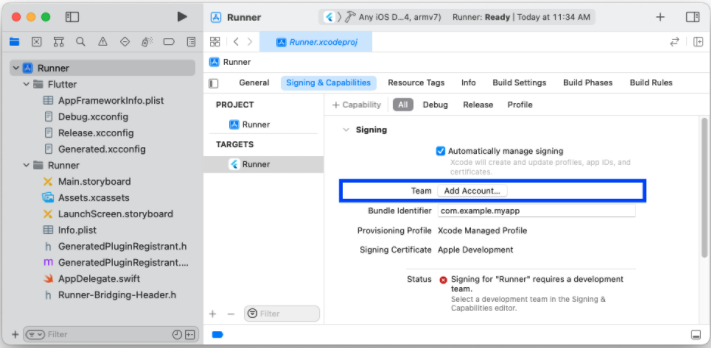 Runner
Any iOS D...4, armv7)
Runner: Ready | Today at 11:34 AM
Runner.xcodeproj
Runner
Runner
Flutter
AppFrameworkInfo.plist
Debug.xcconfig
Release.xcconfig
Generated.xcconfig
Runner
Main.storyboard
Assets.xcassets
LaunchScreen.storyboard
Info.plist
GeneratedPluginRegistrant.h
GeneratedPluginRegistrant....
AppDelegate.swift
Runner-Bridging-Header.h
Filter
General
Signing & Capabilities
Resource Tags
Info
Build Settings
Build Phases
Build Rules
PROJECT
Runner
TARGETS
Runner
Filter
+ Capability
All
Debug
Release
Profile
Signing
Automatically manage signing
Xcode will create and update profiles, app IDs, and
certificates.
Team Add Account...
Bundle Identifier com.example.myapp
Provisioning Profile Xcode Managed Profile
Signing Certificate Apple Development
Status Signing for "Runner" requires a development
team.
Select a development team in the Signing &
Capabilities editor.